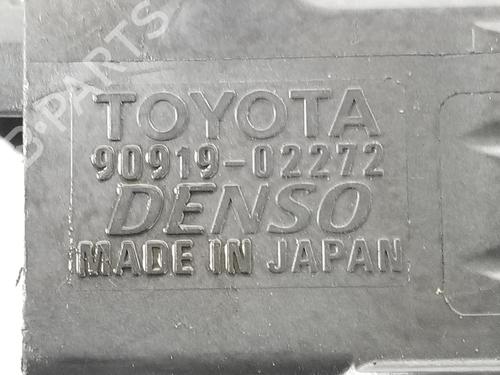 B-PARTS
TOYOTA
90919-02272
DENSO
MADE IN JAPAN